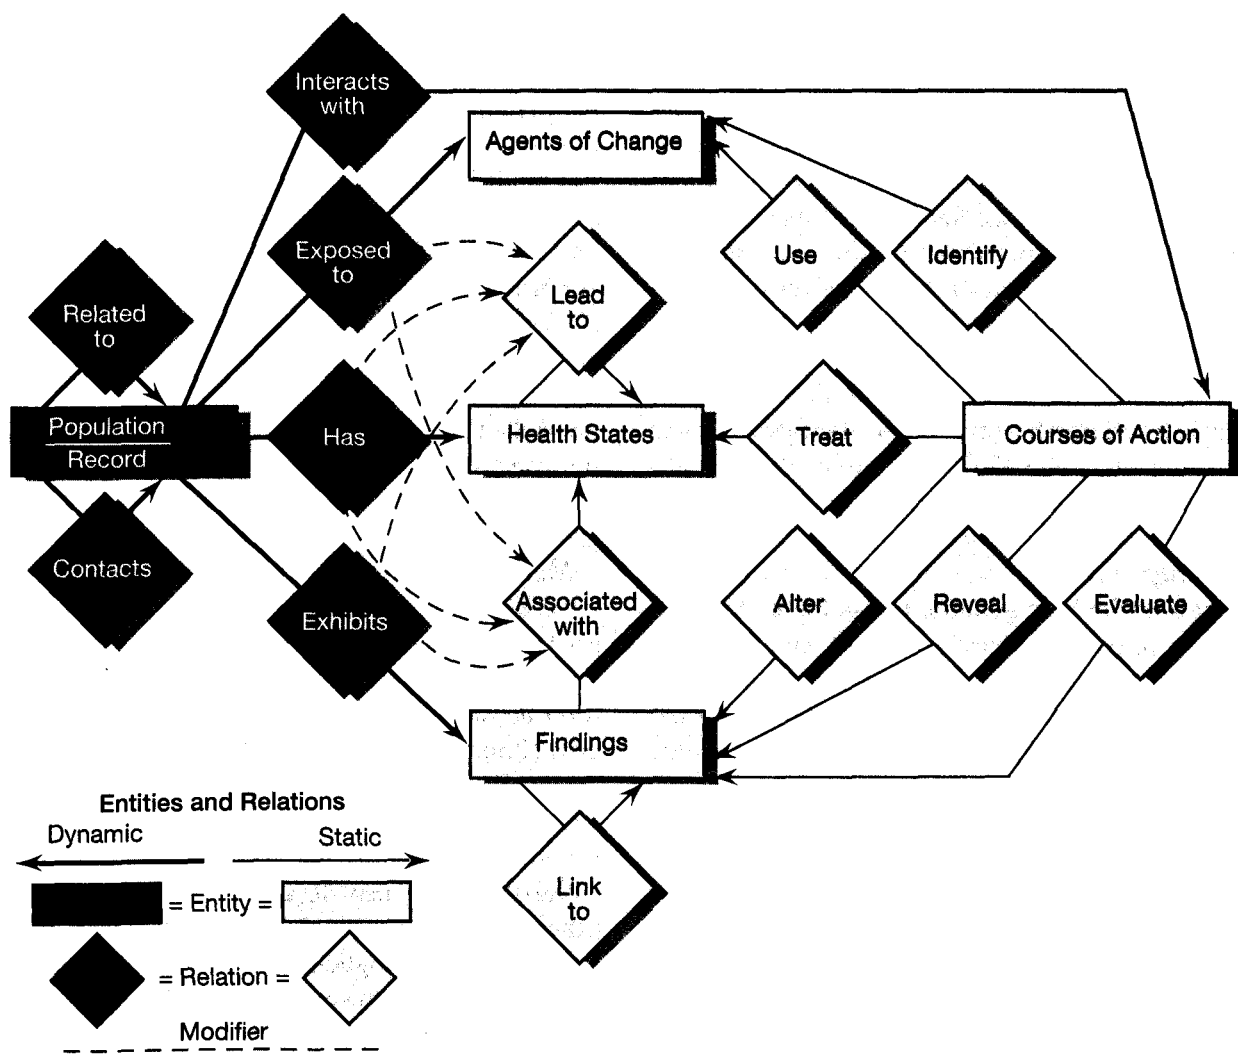 Interacts
with
Agents of Change
Exposed
to
Use
Identify
Related
to
Lead
to
Population
Record
Has
Health States
Treat
Courses of Action
Contacts
Exhibits
Associated
with
Alter
Reveal
Evaluate
Findings
Link
to
Entities and Relations
Dynamic
Static
= Entity =
= Relation =
Modifier